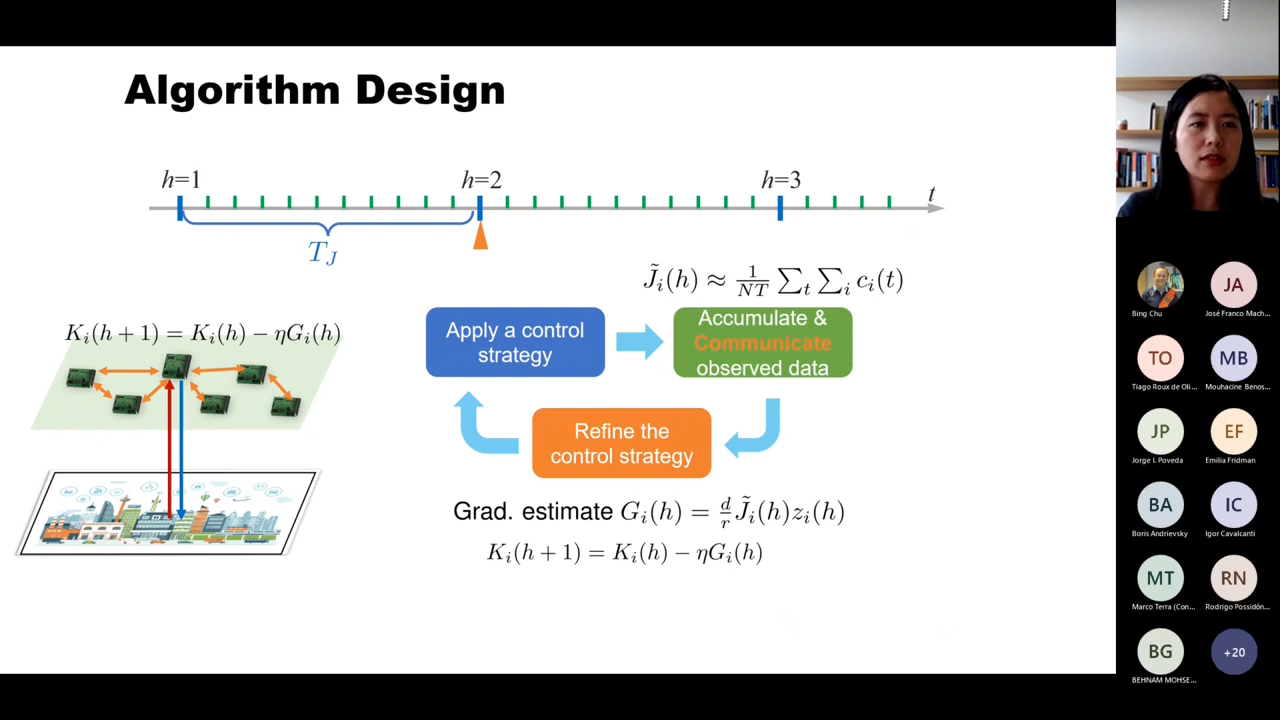 Algorithm Design
h=1
h=2
h=3
t
T_J
J̃_i(h) ≈ 1/NT ∑_t ∑_i c_i(t)
K_i(h + 1) = K_i(h) − ηG_i(h)
Apply a control
strategy
Accumulate &
Communicate
observed data
Refine the
control strategy
Grad. estimate G_i(h) = d/r J̃_i(h)z_i(h)
K_i(h + 1) = K_i(h) − ηG_i(h)
Bing Chu
JA
José Franco Mach...
TO
Tiago Roux de Oli...
MB
Mouhacine Benos...
JP
Jorge I. Poveda
EF
Emilia Fridman
BA
Boris Andrievsky
IC
Igor Cavalcanti
MT
Marco Terra (Con...
RN
Rodrigo Possidôn...
BG
BEHNAM MOHSE...
+20